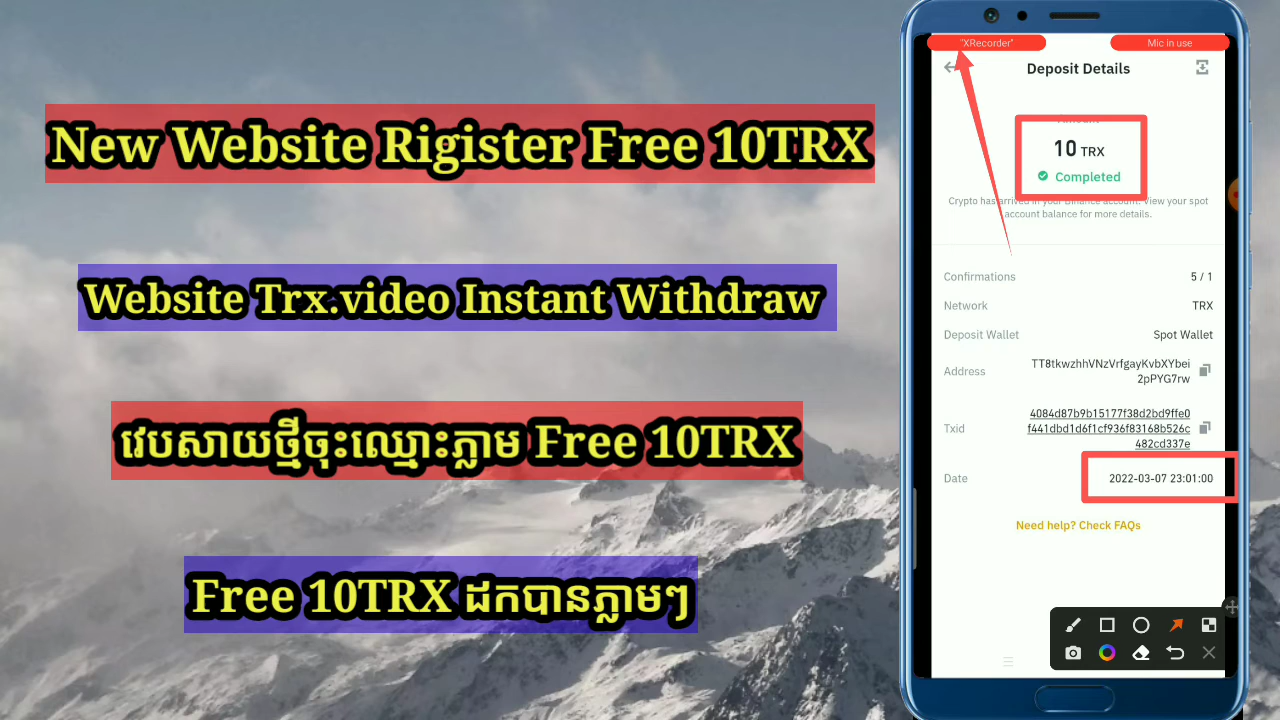 New Website Rigister Free 10TRX
Website Trx.video Instant Withdraw
វេបសាយថ្មីចុះឈ្មោះភ្លាម Free 10TRX
Free 10TRX ដកបានភ្លាមៗ
"XRecorder"
Mic in use
Deposit Details
10 TRX
Completed
Crypto has arrived in your Binance account. View your spot
account balance for more details.
Confirmations 5 / 1
Network TRX
Deposit Wallet Spot Wallet
Address TT8tkwzhhVNzVrfgayKvbXYbei
2pPYG7rw
Txid 4084d87b9b15177f38d2bd9ffe0
f441dbd1d6f1cf936f83168b526c
482cd337e
Date 2022-03-07 23:01:00
Need help? Check FAQs